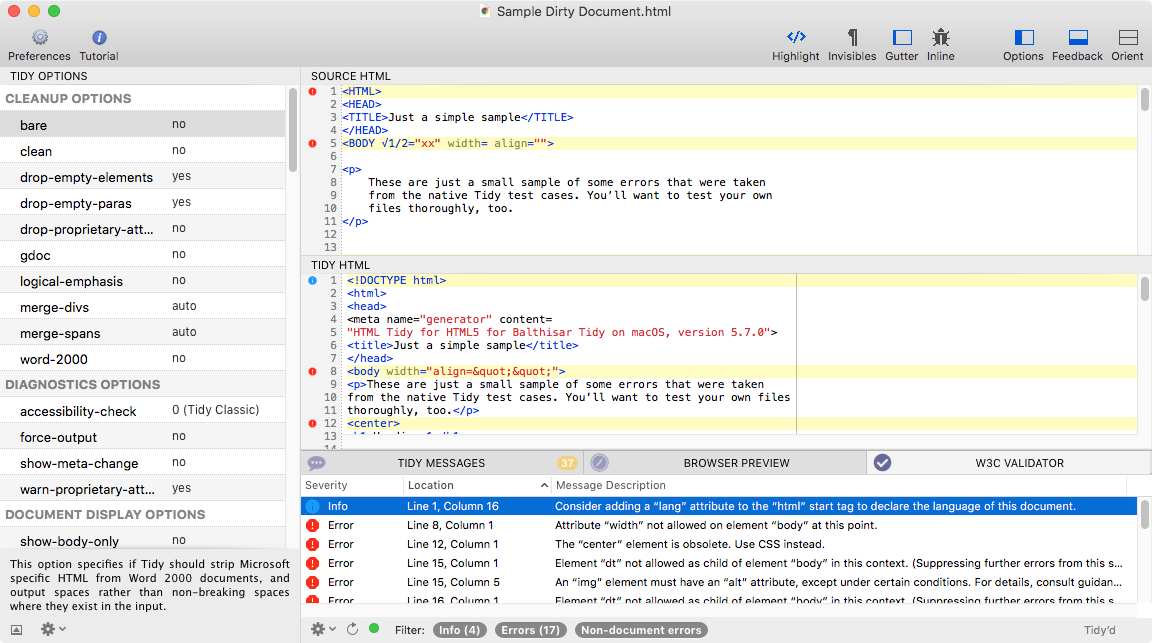 Sample Dirty Document.html
Preferences Tutorial Highlight Invisibles Gutter Inline Options Feedback Orient
TIDY OPTIONS
CLEANUP OPTIONS
bare no
clean no
drop-empty-elements yes
drop-empty-paras yes
drop-proprietary-att... no
gdoc no
logical-emphasis no
merge-divs auto
merge-spans auto
word-2000 no
DIAGNOSTICS OPTIONS
accessibility-check 0 (Tidy Classic)
force-output no
show-meta-change no
warn-proprietary-att... yes
DOCUMENT DISPLAY OPTIONS
show-body-only no
This option specifies if Tidy should strip Microsoft
specific HTML from Word 2000 documents, and
output spaces rather than non-breaking spaces
where they exist in the input.
SOURCE HTML
1 <HTML>
2 <HEAD>
3 <TITLE>Just a simple sample</TITLE>
4 </HEAD>
5 <BODY √1/2="xx" width= align="">
6
7 <p>
8 These are just a small sample of some errors that were taken
9 from the native Tidy test cases. You’ll want to test your own
10 files thoroughly, too.
11 </p>
12
13
TIDY HTML
1 <!DOCTYPE html>
2 <html>
3 <head>
4 <meta name="generator" content=
5 "HTML Tidy for HTML5 for Balthisar Tidy on macOS, version 5.7.0">
6 <title>Just a simple sample</title>
7 </head>
8 <body width="align=&quot;&quot;">
9 <p>These are just a small sample of some errors that were taken
10 from the native Tidy test cases. You’ll want to test your own files
11 thoroughly, too.</p>
12 <center>
13
14
TIDY MESSAGES 37 BROWSER PREVIEW W3C VALIDATOR
Severity Location Message Description
Info Line 1, Column 16 Consider adding a “lang” attribute to the “html” start tag to declare the language of this document.
Error Line 8, Column 1 Attribute “width” not allowed on element “body” at this point.
Error Line 12, Column 1 The “center” element is obsolete. Use CSS instead.
Error Line 15, Column 1 Element “dt” not allowed as child of element “body” in this context. (Suppressing further errors from this s...
Error Line 15, Column 5 An “img” element must have an “alt” attribute, except under certain conditions. For details, consult guidan...
Error Line 16, Column 1 Element “dt” not allowed as child of element “body” in this context. (Suppressing further errors from this s...
Filter: Info (4) Errors (17) Non-document errors Tidy’d